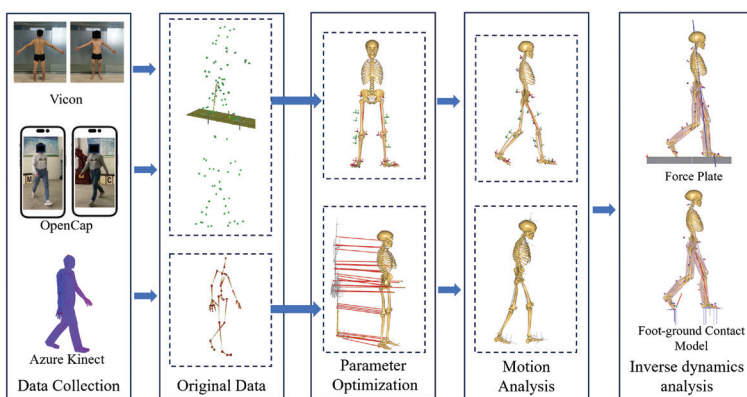 Vicon
M
C
OpenCap
Azure Kinect
Data Collection
Original Data
Parameter
Optimization
Motion
Analysis
Force Plate
Foot-ground Contact
Model
Inverse dynamics
analysis